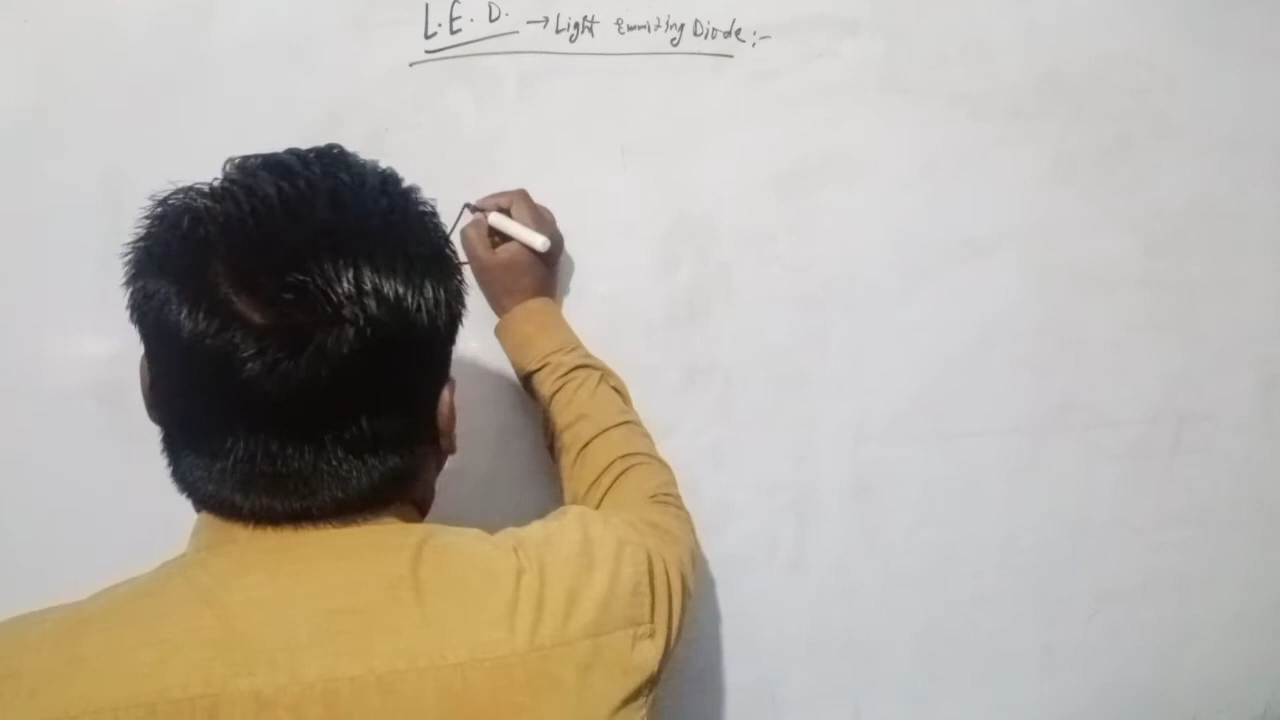 L.E.D. → Light Emmiting Diode:-